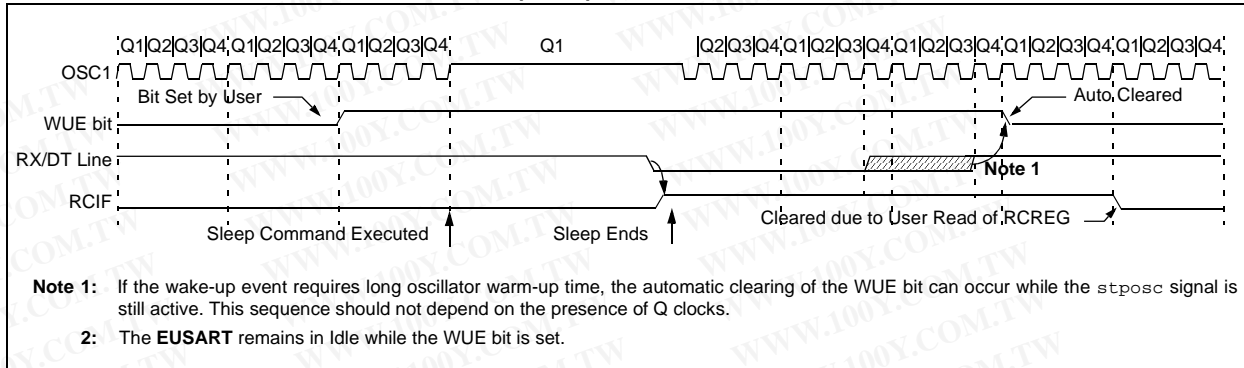 Q1|Q2|Q3|Q4 Q1|Q2|Q3|Q4 Q1|Q2|Q3|Q4 Q1 Q2|Q3|Q4 Q1|Q2|Q3|Q4 Q1|Q2|Q3|Q4 Q1|Q2|Q3|Q4 Q1|Q2|Q3|Q4
OSC1
Bit Set by User Auto Cleared
WUE bit
RX/DT Line
Note 1
RCIF
Cleared due to User Read of RCREG
Sleep Command Executed Sleep Ends
Note 1: If the wake-up event requires long oscillator warm-up time, the automatic clearing of the WUE bit can occur while the stposc signal is
still active. This sequence should not depend on the presence of Q clocks.
2: The EUSART remains in Idle while the WUE bit is set.
WWW.100Y.COM.TW